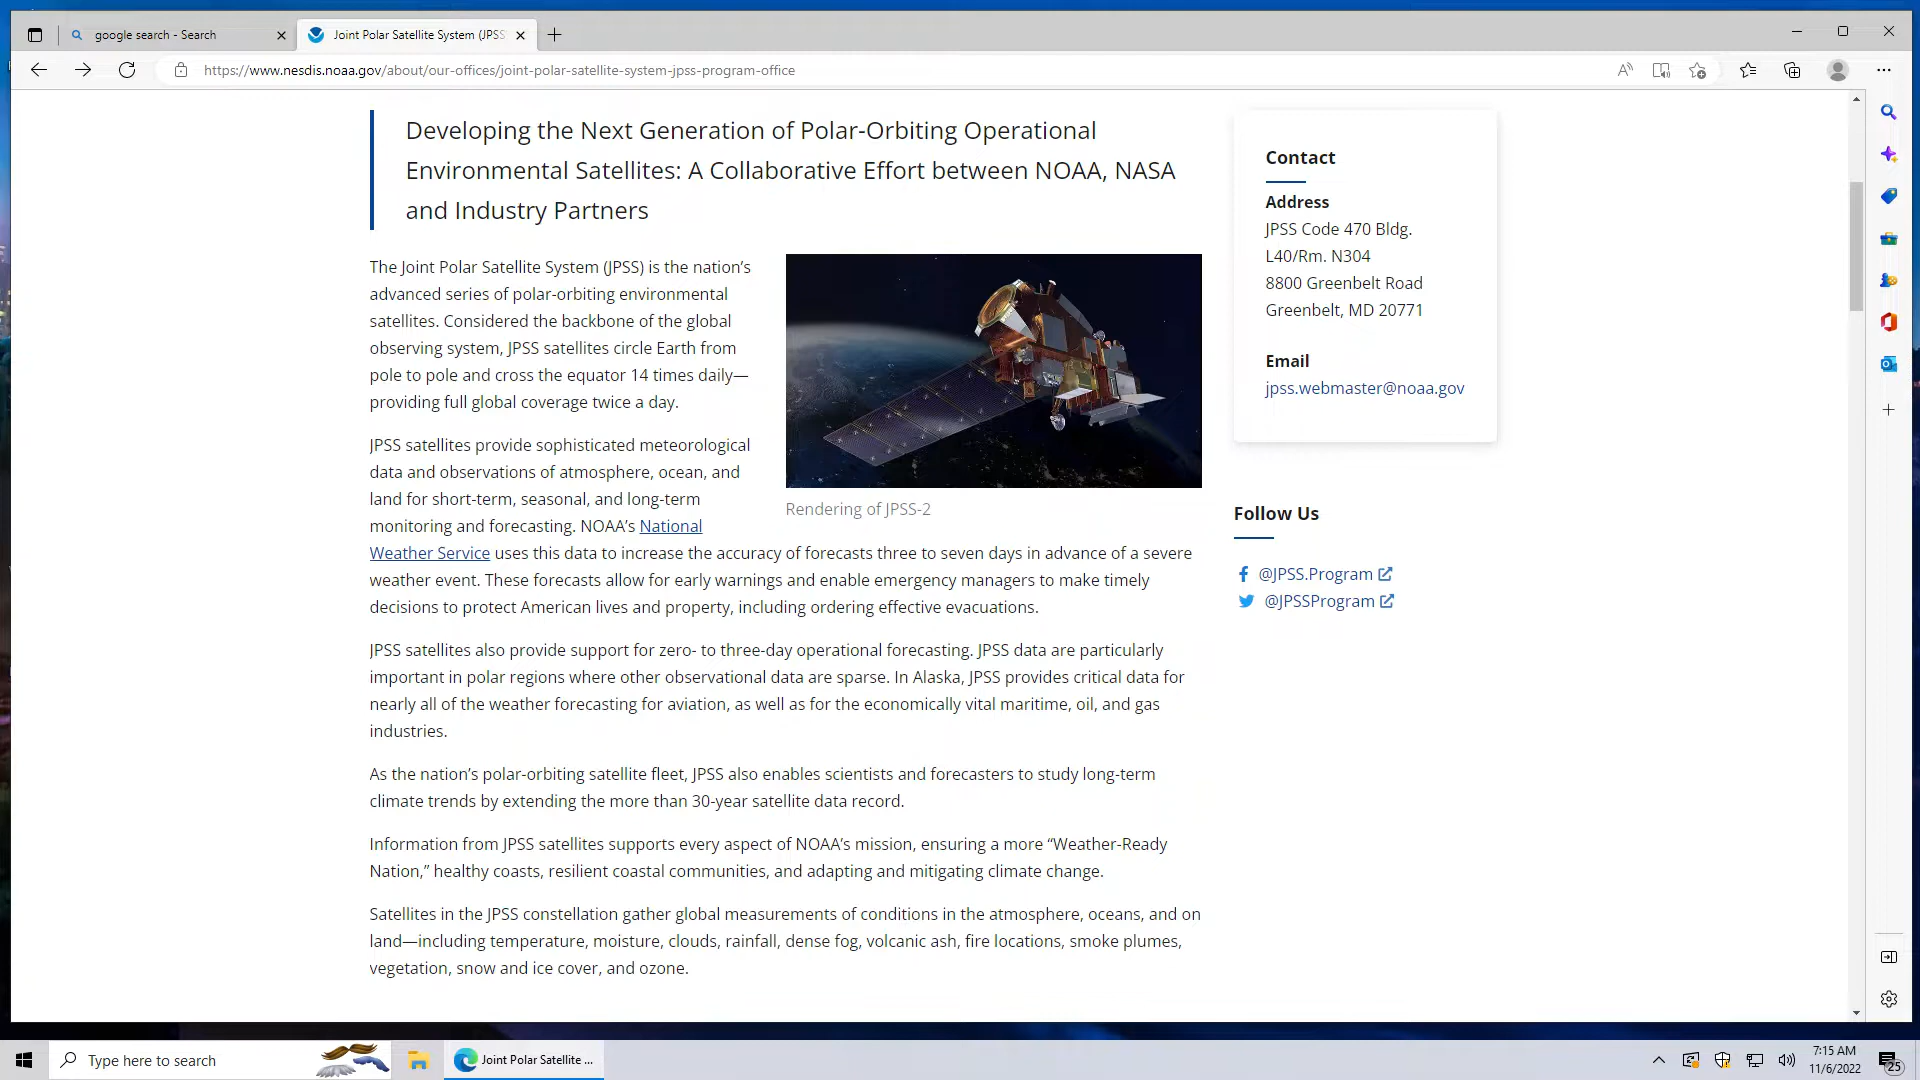 google search - Search
Joint Polar Satellite System (JPSS
https://www.nesdis.noaa.gov/about/our-offices/joint-polar-satellite-system-jpss-program-office
Developing the Next Generation of Polar-Orbiting Operational
Environmental Satellites: A Collaborative Effort between NOAA, NASA
and Industry Partners
The Joint Polar Satellite System (JPSS) is the nation’s
advanced series of polar-orbiting environmental
satellites. Considered the backbone of the global
observing system, JPSS satellites circle Earth from
pole to pole and cross the equator 14 times daily—
providing full global coverage twice a day.
JPSS satellites provide sophisticated meteorological
data and observations of atmosphere, ocean, and
land for short-term, seasonal, and long-term
monitoring and forecasting. NOAA’s National
Weather Service uses this data to increase the accuracy of forecasts three to seven days in advance of a severe
weather event. These forecasts allow for early warnings and enable emergency managers to make timely
decisions to protect American lives and property, including ordering effective evacuations.
Rendering of JPSS-2
JPSS satellites also provide support for zero- to three-day operational forecasting. JPSS data are particularly
important in polar regions where other observational data are sparse. In Alaska, JPSS provides critical data for
nearly all of the weather forecasting for aviation, as well as for the economically vital maritime, oil, and gas
industries.
As the nation’s polar-orbiting satellite fleet, JPSS also enables scientists and forecasters to study long-term
climate trends by extending the more than 30-year satellite data record.
Information from JPSS satellites supports every aspect of NOAA’s mission, ensuring a more “Weather-Ready
Nation,” healthy coasts, resilient coastal communities, and adapting and mitigating climate change.
Satellites in the JPSS constellation gather global measurements of conditions in the atmosphere, oceans, and on
land—including temperature, moisture, clouds, rainfall, dense fog, volcanic ash, fire locations, smoke plumes,
vegetation, snow and ice cover, and ozone.
Contact
Address
JPSS Code 470 Bldg.
L40/Rm. N304
8800 Greenbelt Road
Greenbelt, MD 20771
Email
jpss.webmaster@noaa.gov
Follow Us
@JPSS.Program
@JPSSProgram
Type here to search
Joint Polar Satellite ...
7:15 AM
11/6/2022
25